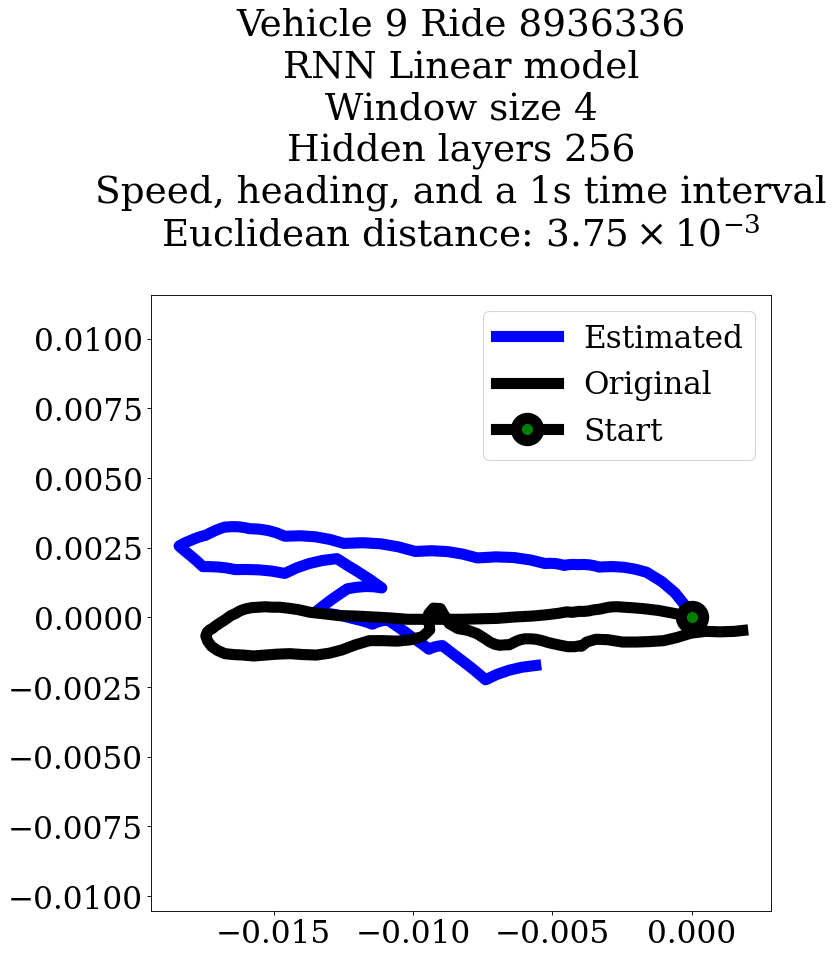 Vehicle 9 Ride 8936336
RNN Linear model
Window size 4
Hidden layers 256
Speed, heading, and a 1s time interval
Euclidean distance: 3.75 × 10⁻³
Estimated
Original
Start
0.0100
0.0075
0.0050
0.0025
0.0000
−0.0025
−0.0050
−0.0075
−0.0100
−0.015 −0.010 −0.005 0.000